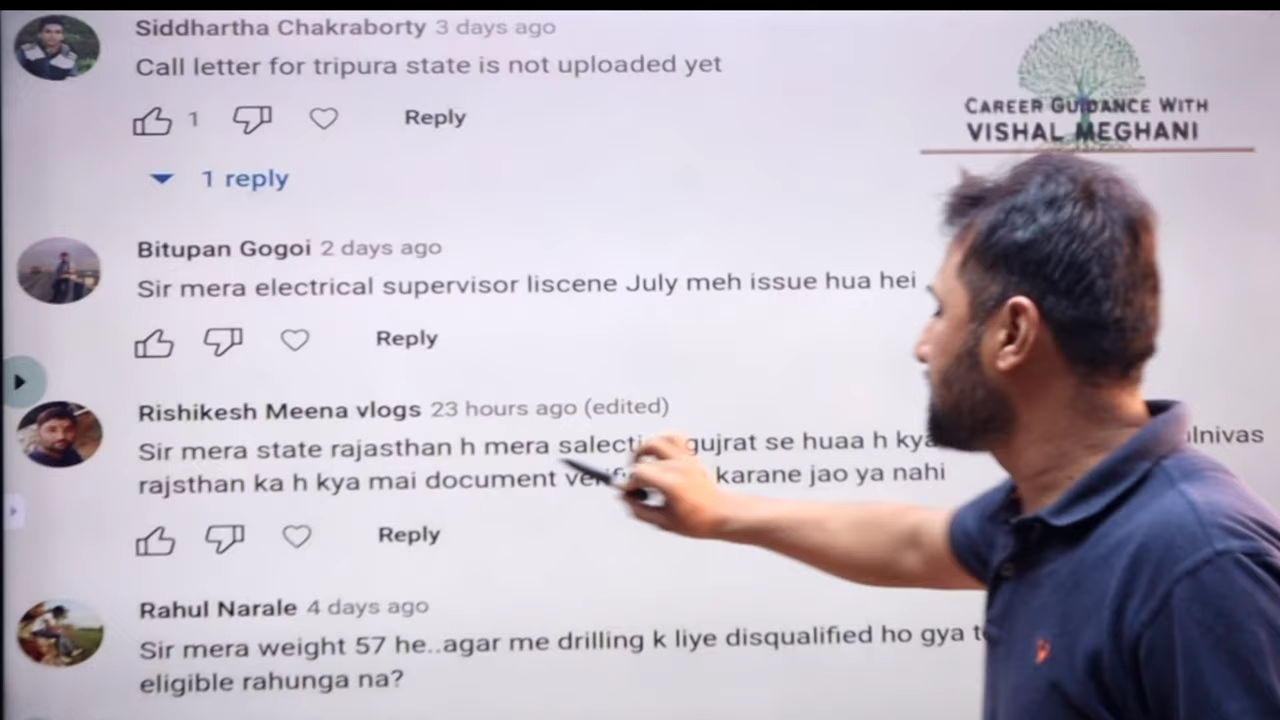 Siddhartha Chakraborty 3 days ago
Call letter for tripura state is not uploaded yet
1 Reply
1 reply
CAREER GUIDANCE WITH
VISHAL MEGHANI
Bitupan Gogoi 2 days ago
Sir mera electrical supervisor liscene July meh issue hua hei
Reply
Rishikesh Meena vlogs 23 hours ago (edited)
Sir mera state rajasthan h mera gujrat se huaa h
rajsthan ka h kya mai document karane jao ya nahi
Reply
Rahul Narale 4 days ago
Sir mera weight 57 he..agar me drilling k liye disqualified ho gya
eligible rahunga na?